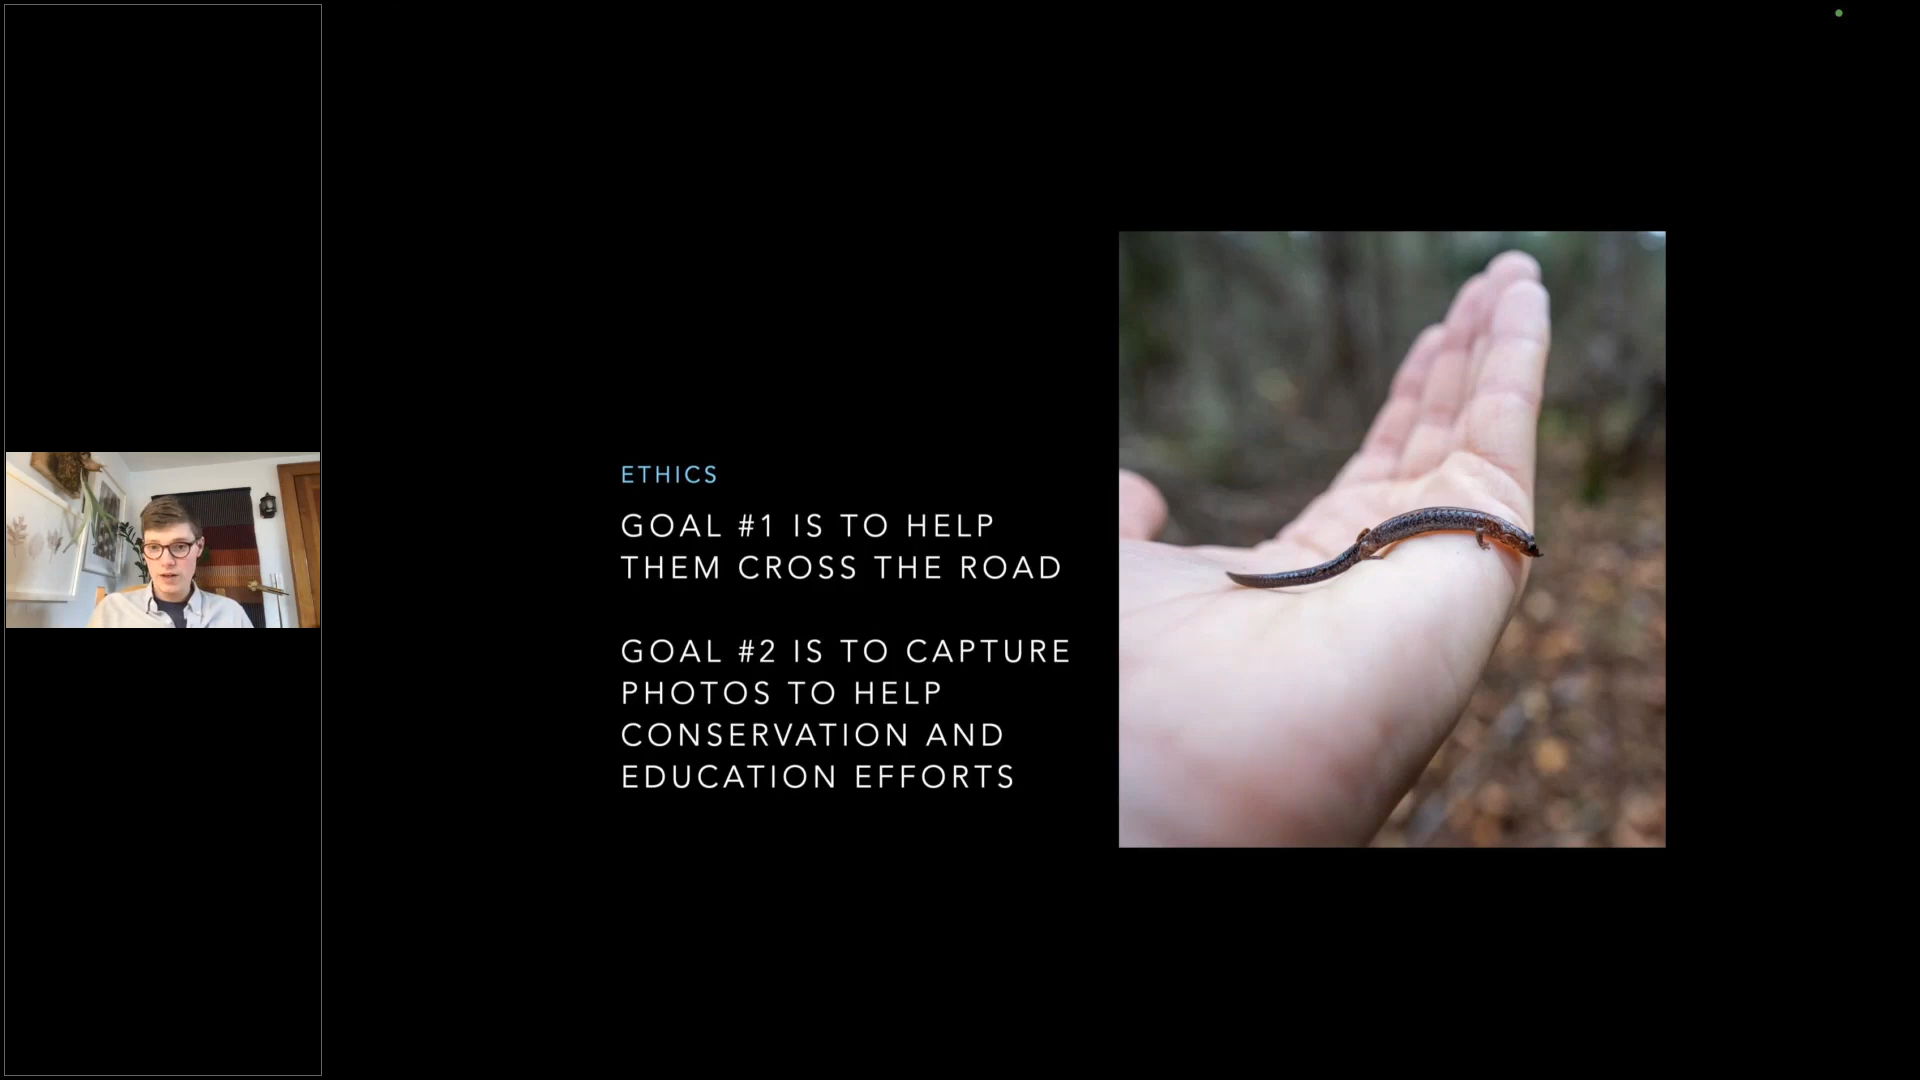 ETHICS
GOAL #1 IS TO HELP
THEM CROSS THE ROAD
GOAL #2 IS TO CAPTURE
PHOTOS TO HELP
CONSERVATION AND
EDUCATION EFFORTS